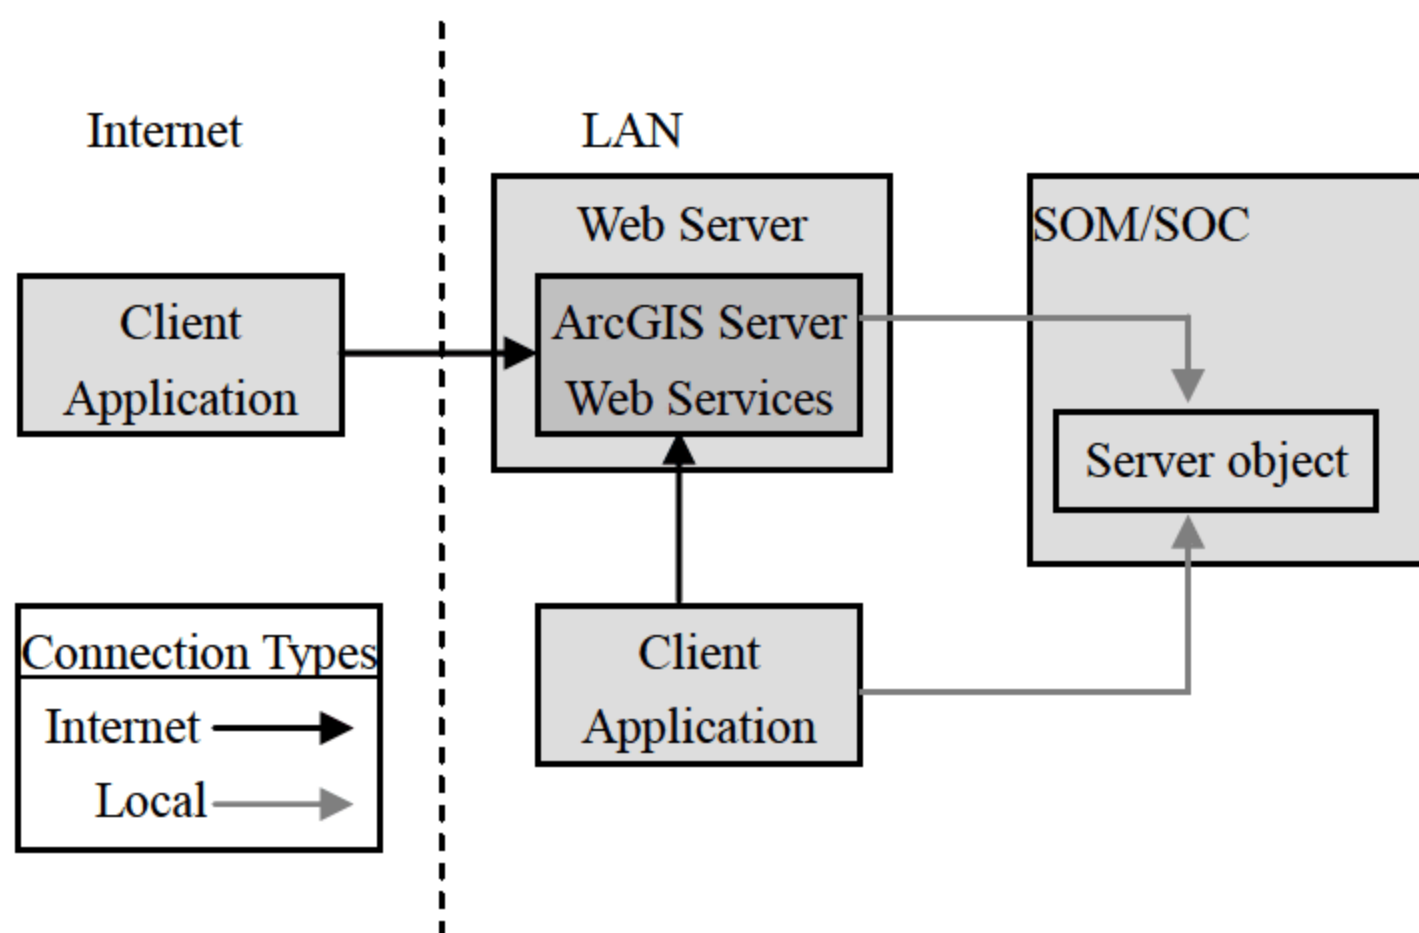 Internet
LAN
Web Server
SOM/SOC
Client
Application
ArcGIS Server
Web Services
Server object
Client
Application
Connection Types
Internet
Local